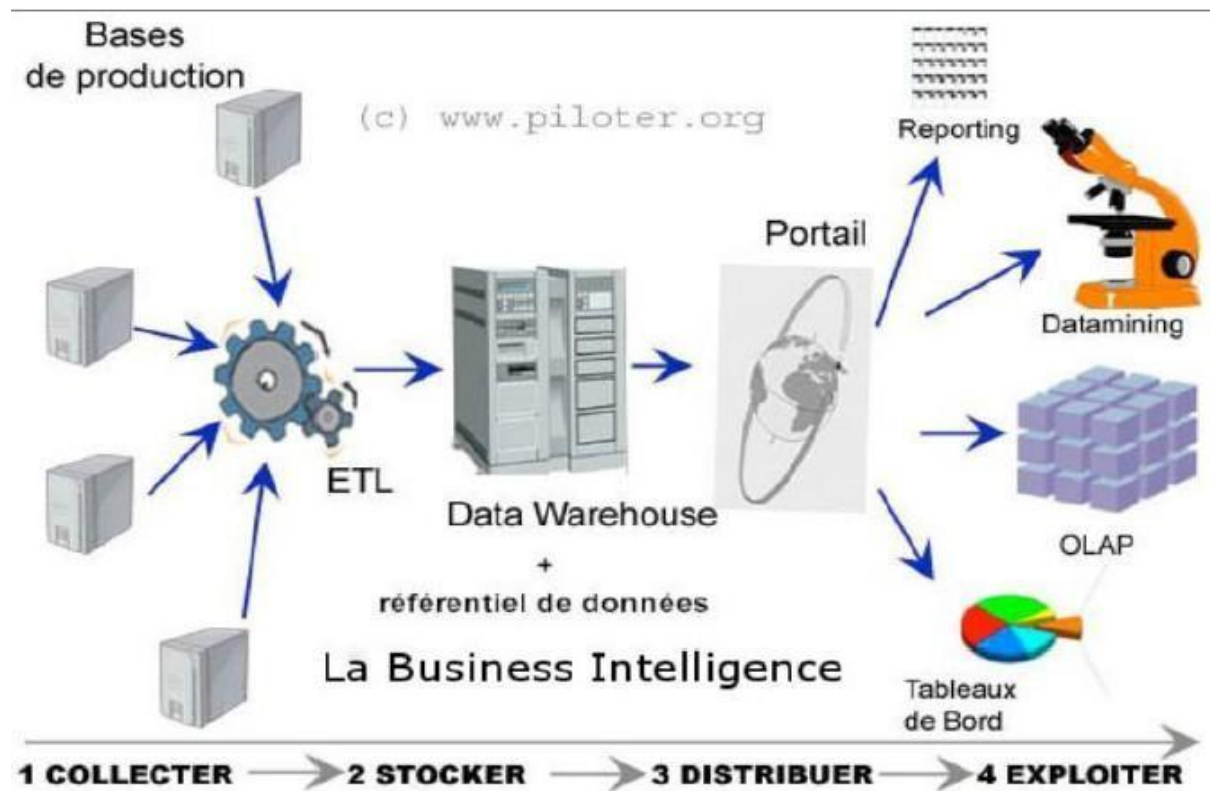 Bases
de production
(c) www.piloter.org
Reporting
Portail
Datamining
ETL
Data Warehouse
+
référentiel de données
OLAP
La Business Intelligence
Tableaux
de Bord
1 COLLECTER
2 STOCKER
3 DISTRIBUER
4 EXPLOITER